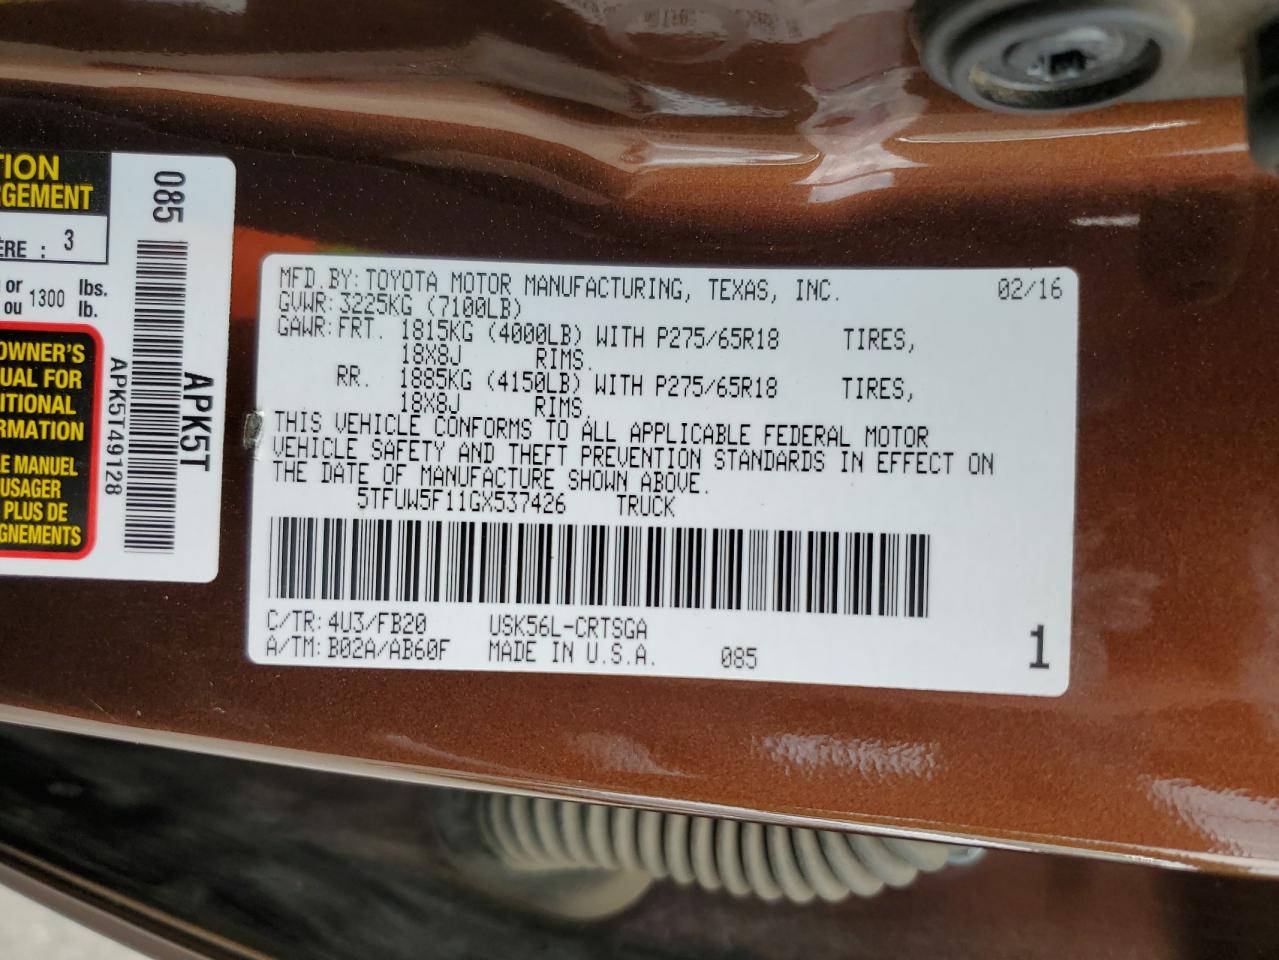 TION
RGEMENT
ÈRE : 3
or
ou 1300 lbs.
lb.
OWNER'S
UAL FOR
ITIONAL
RMATION
E MANUEL
USAGER
PLUS DE
GNEMENTS
085
APK5T
APK5T49128
MFD. BY: TOYOTA MOTOR MANUFACTURING, TEXAS, INC. 02/16
GVWR: 3225KG (7100LB)
GAWR: FRT. 1815KG (4000LB) WITH P275/65R18 TIRES,
18X8J RIMS.
RR. 1885KG (4150LB) WITH P275/65R18 TIRES,
18X8J RIMS.
THIS VEHICLE CONFORMS TO ALL APPLICABLE FEDERAL MOTOR
VEHICLE SAFETY AND THEFT PREVENTION STANDARDS IN EFFECT ON
THE DATE OF MANUFACTURE SHOWN ABOVE.
5TFUW5F11GX537426 TRUCK
C/TR: 4U3/FB20 USK56L-CRTSGA
A/TM: B02A/AB60F MADE IN U.S.A. 085 1